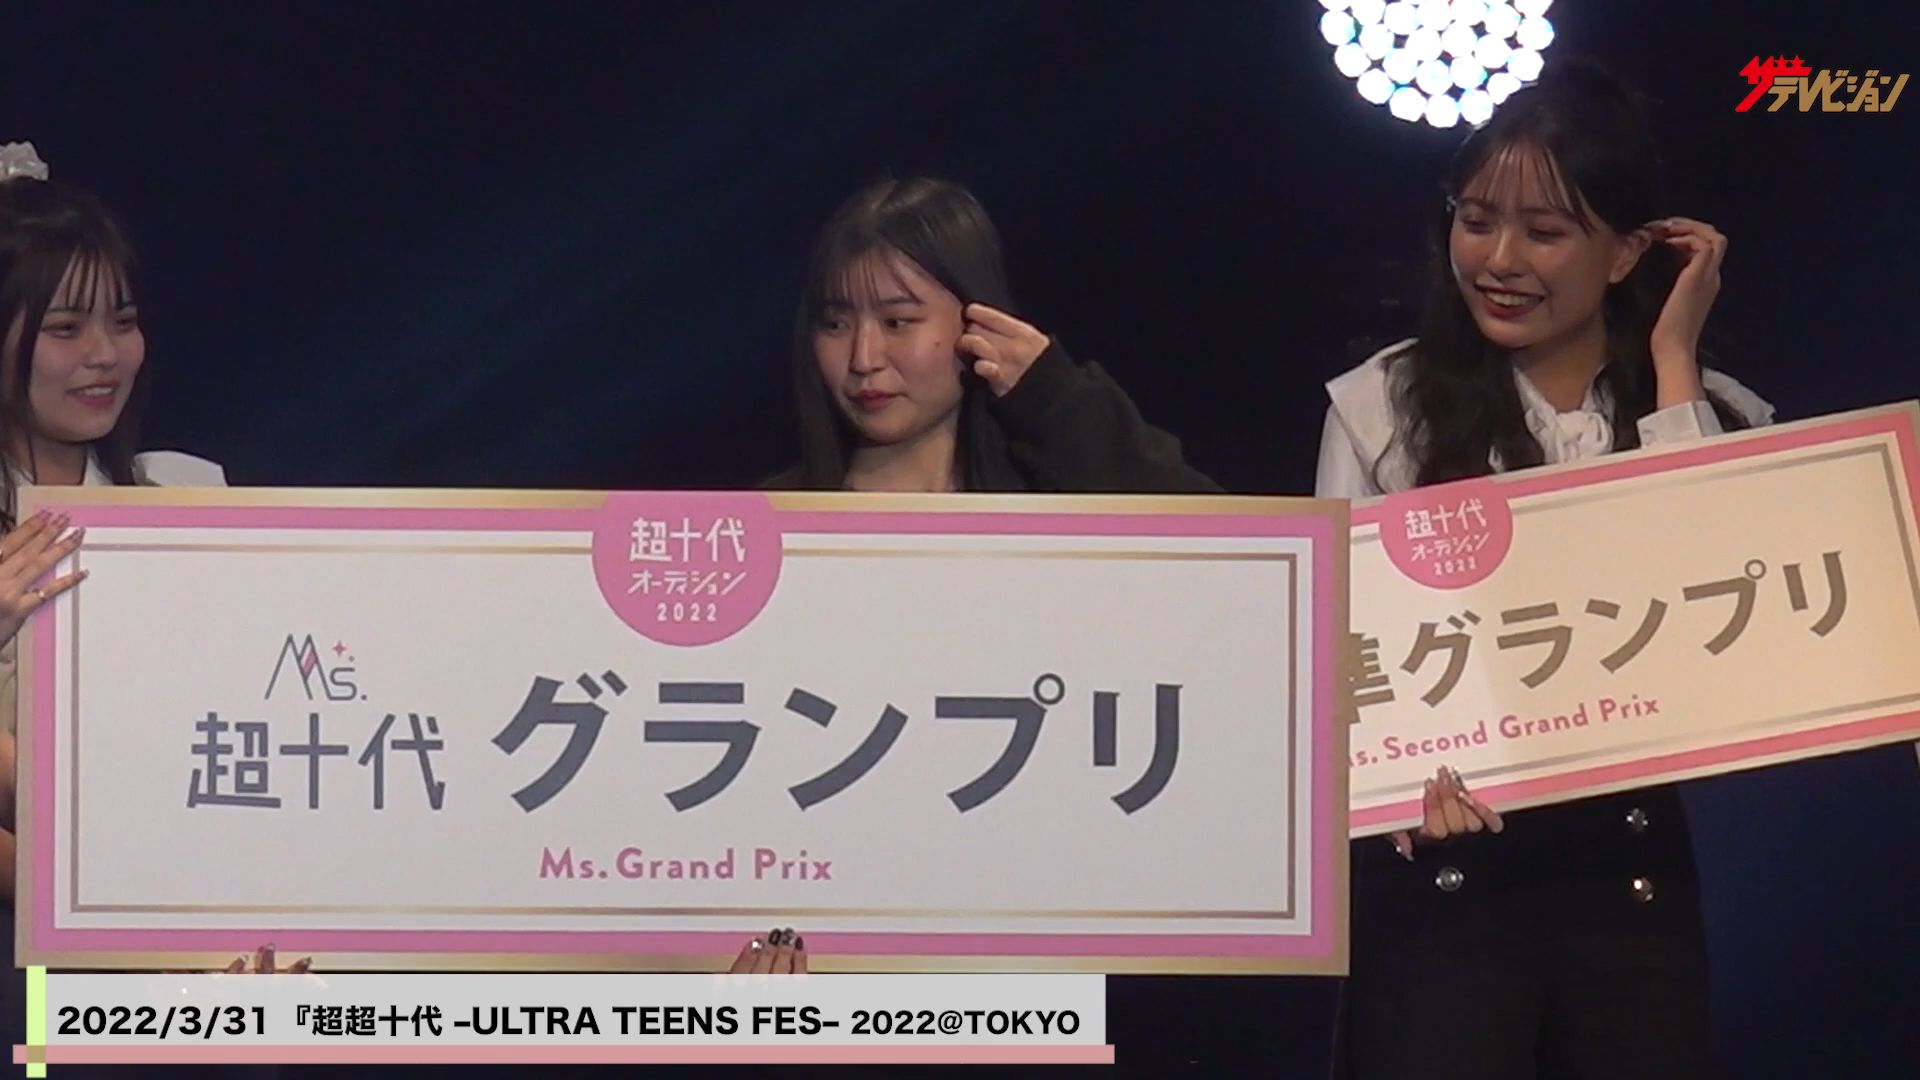 ザテレビジョン
超十代
オーディション
2022
Ms.
超十代 グランプリ
Ms. Grand Prix
超十代
オーディション
2022
準グランプリ
Ms. Second Grand Prix
2022/3/31 『超超十代 –ULTRA TEENS FES– 2022@TOKYO